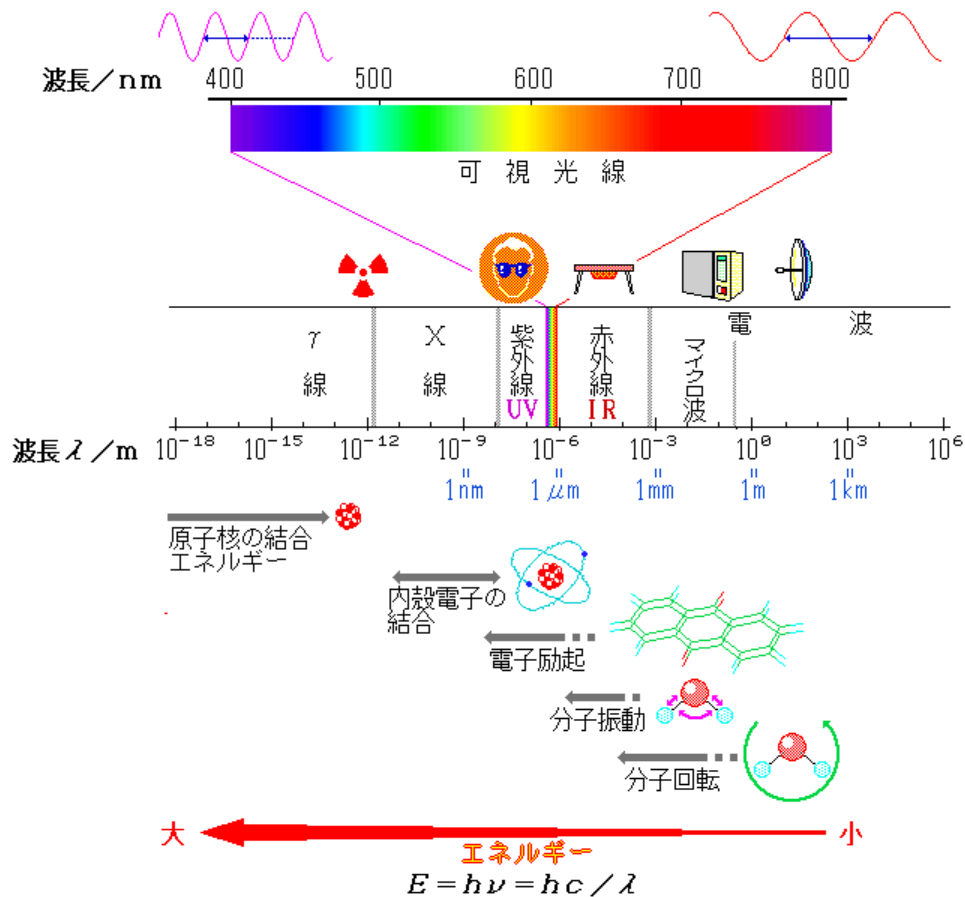 波長／nm 400 500 600 700 800
可視光線
γ線
X線
紫外線
UV
赤外線
IR
マイクロ波
電波
波長λ／m 10⁻¹⁸ 10⁻¹⁵ 10⁻¹² 10⁻⁹ 10⁻⁶ 10⁻³ 10⁰ 10³ 10⁶
〃 〃 〃 〃 〃
1nm 1μm 1mm 1m 1km
原子核の結合
エネルギー
内殻電子の
結合
電子励起
分子振動
分子回転
大 小
エネルギー
E=hν=hc/λ